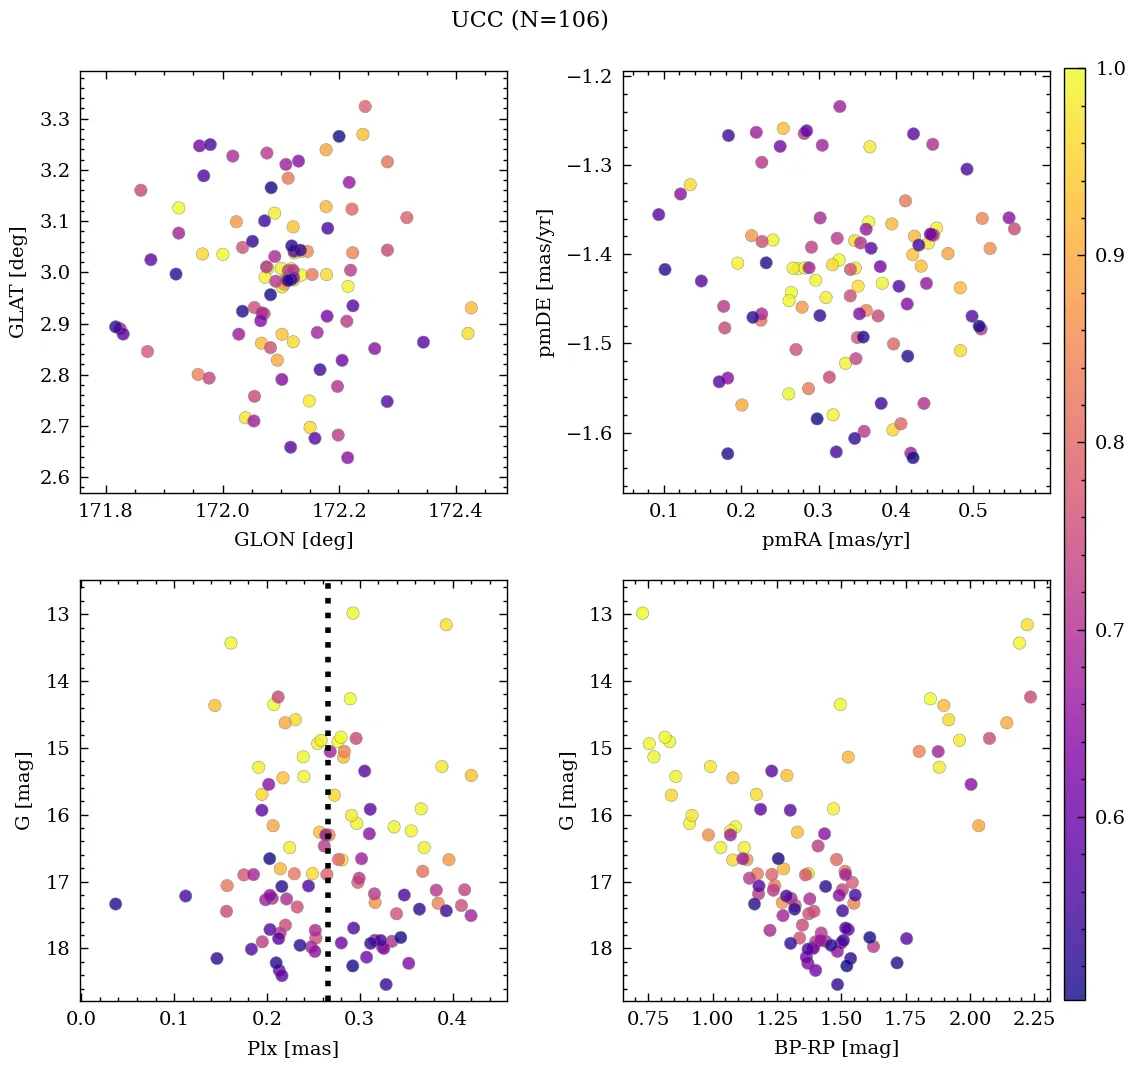 UCC (N=106)
3.3
3.2
3.1
3.0
2.9
2.8
2.7
2.6
GLAT [deg]
171.8 172.0 172.2 172.4
GLON [deg]
−1.2
−1.3
−1.4
−1.5
−1.6
pmDE [mas/yr]
0.1 0.2 0.3 0.4 0.5
pmRA [mas/yr]
13
14
15
16
17
18
G [mag]
0.0 0.1 0.2 0.3 0.4
Plx [mas]
13
14
15
16
17
18
G [mag]
0.75 1.00 1.25 1.50 1.75 2.00 2.25
BP-RP [mag]
1.0
0.9
0.8
0.7
0.6